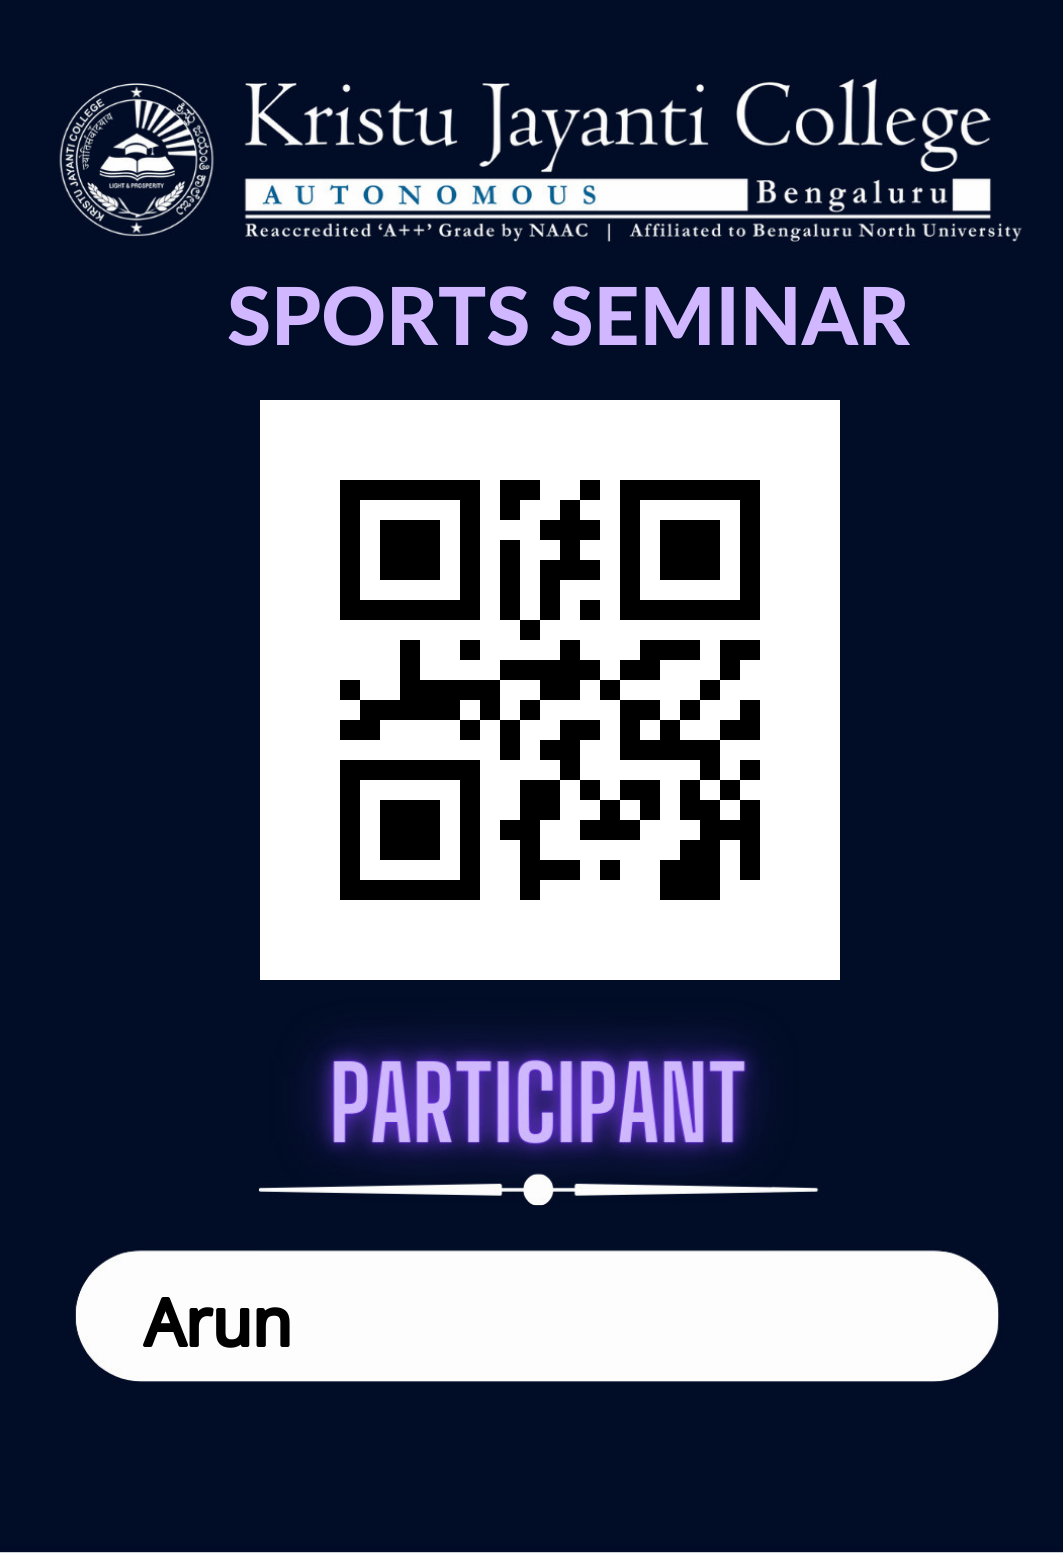 KRISTU JAYANTI COLLEGE
LIGHT & PROSPERITY
Kristu Jayanti College
AUTONOMOUS Bengaluru
Reaccredited ‘A++’ Grade by NAAC | Affiliated to Bengaluru North University
SPORTS SEMINAR
PARTICIPANT
Arun